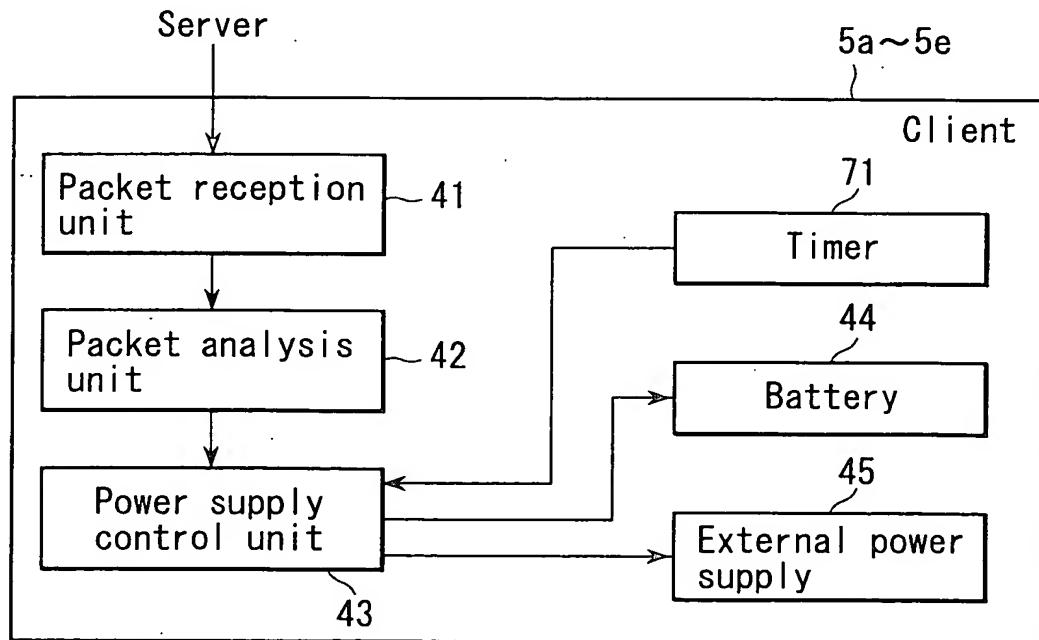 Server
5a～5e
Client
Packet reception
unit
41
71
Timer
Packet analysis
unit
42
44
Battery
Power supply
control unit
43
45
External power
supply